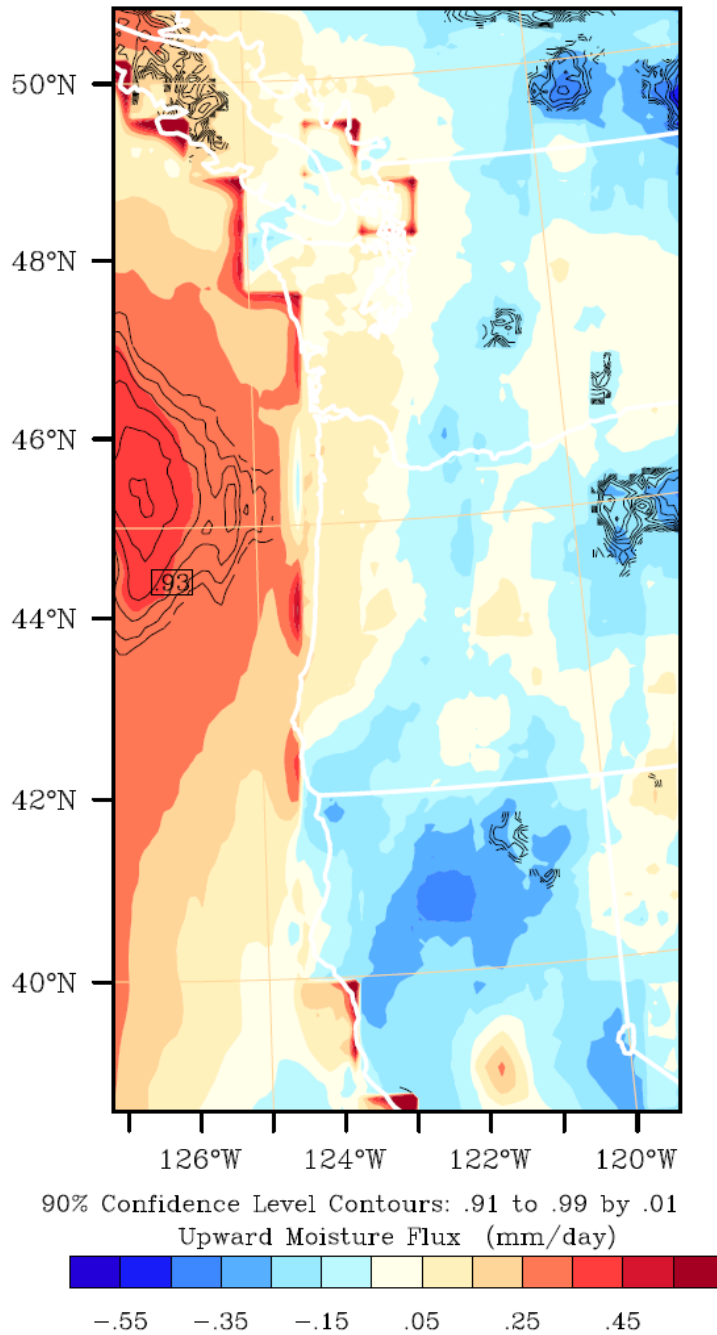 50°N
48°N
46°N
.93
44°N
42°N
40°N
126°W 124°W 122°W 120°W
90% Confidence Level Contours: .91 to .99 by .01
Upward Moisture Flux (mm/day)
-.55 -.35 -.15 .05 .25 .45